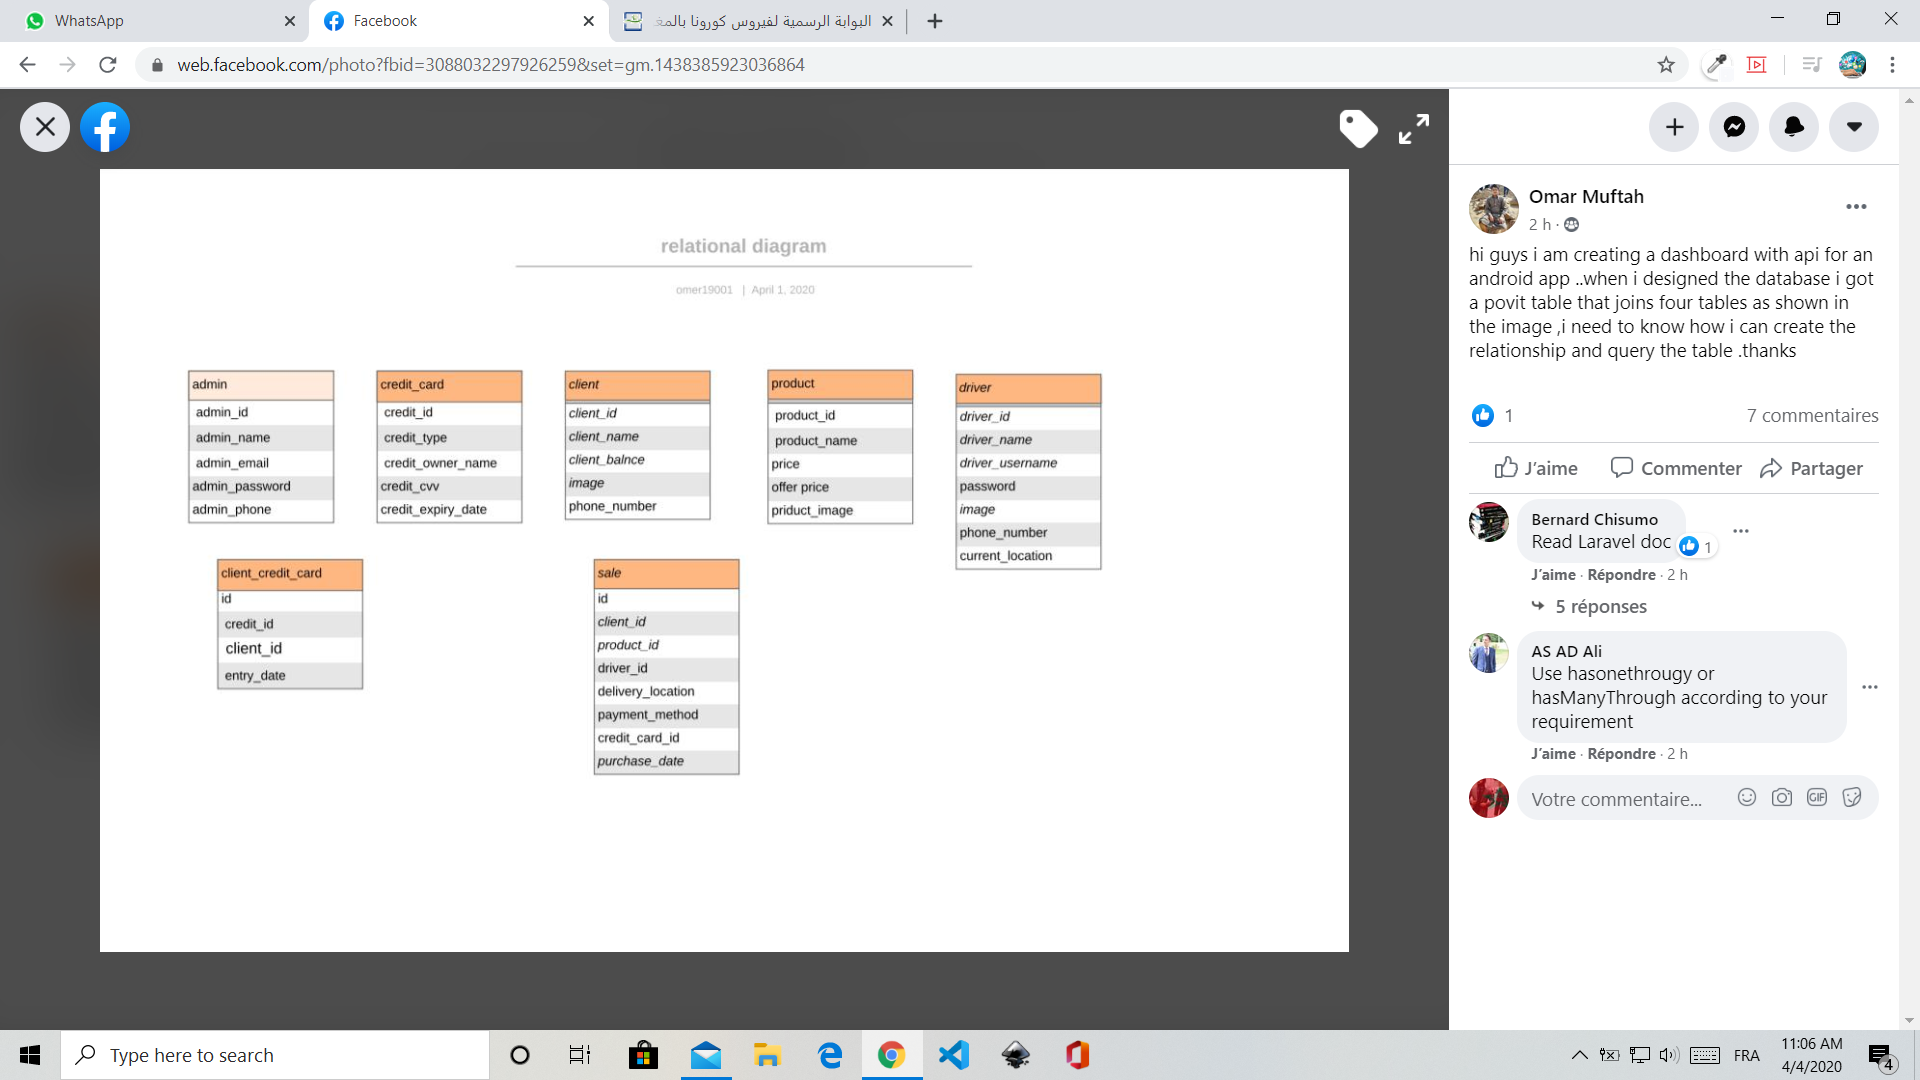 WhatsApp
Facebook
البوابة الرسمية لفيروس كورونا بالمغ
web.facebook.com/photo?fbid=3088032297926259&set=gm.1438385923036864
relational diagram
omer19001 | April 1, 2020
admin
admin_id
admin_name
admin_email
admin_password
admin_phone
credit_card
credit_id
credit_type
credit_owner_name
credit_cvv
credit_expiry_date
client
client_id
client_name
client_balnce
image
phone_number
product
product_id
product_name
price
offer price
priduct_image
driver
driver_id
driver_name
driver_username
password
image
phone_number
current_location
client_credit_card
id
credit_id
client_id
entry_date
sale
id
client_id
product_id
driver_id
delivery_location
payment_method
credit_card_id
purchase_date
Omar Muftah
2 h ·
hi guys i am creating a dashboard with api for an
android app ..when i designed the database i got
a povit table that joins four tables as shown in
the image ,i need to know how i can create the
relationship and query the table .thanks
1
7 commentaires
J'aime
Commenter
Partager
Bernard Chisumo
Read Laravel doc
1
J'aime · Répondre · 2 h
5 réponses
AS AD Ali
Use hasonethrougy or
hasManyThrough according to your
requirement
J'aime · Répondre · 2 h
Votre commentaire...
GIF
Type here to search
FRA
11:06 AM
4/4/2020
4